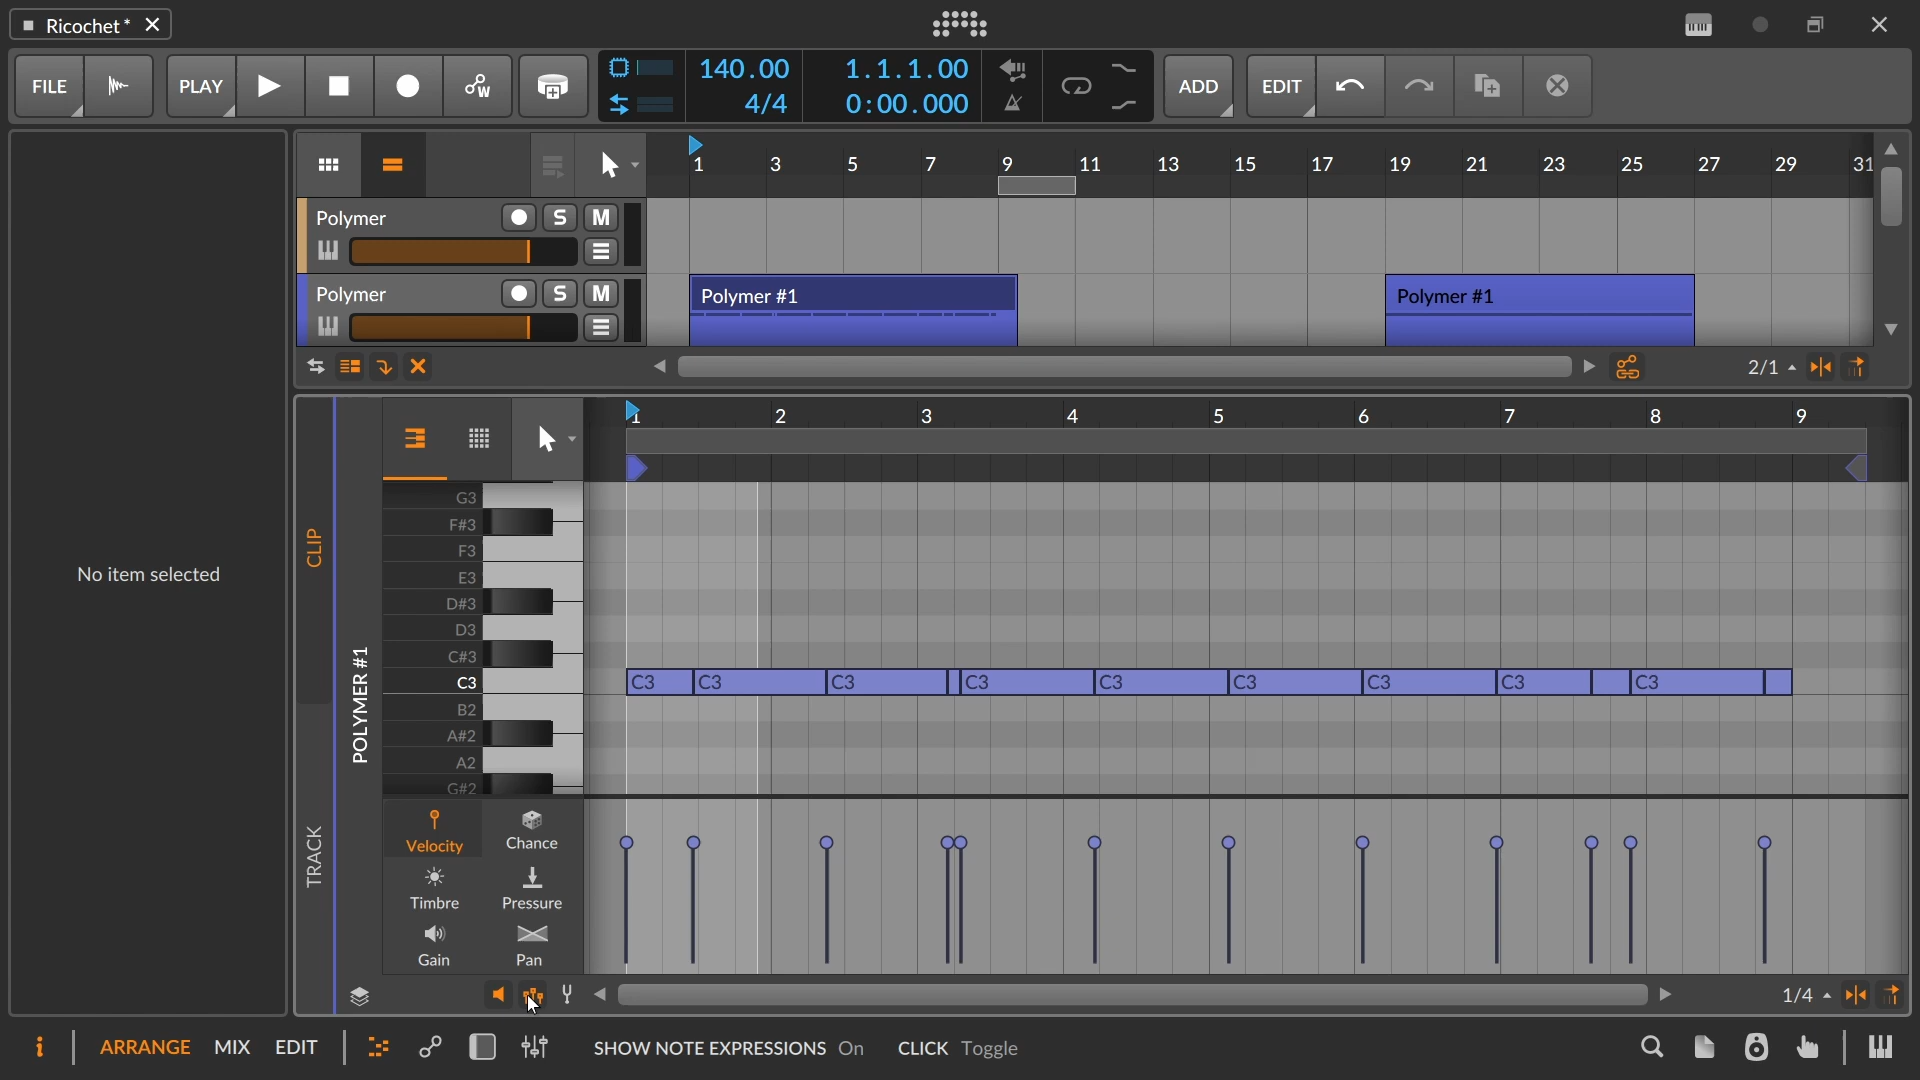 Ricochet*
FILE
PLAY
140.00
1.1.1.00
4/4
0:00.000
ADD
EDIT
1 3 5 7 9 11 13 15 17 19 21 23 25 27 29 31
Polymer S M
Polymer S M
Polymer #1
Polymer #1
2/1
1 2 3 4 5 6 7 8 9
CLIP
TRACK
POLYMER #1
No item selected
G3
F#3
F3
E3
D#3
D3
C#3
C3
B2
A#2
A2
G#2
C3 C3 C3 C3 C3 C3 C3 C3 C3
Velocity
Chance
Timbre
Pressure
Gain
Pan
1/4
ARRANGE
MIX
EDIT
SHOW NOTE EXPRESSIONS On
CLICK Toggle